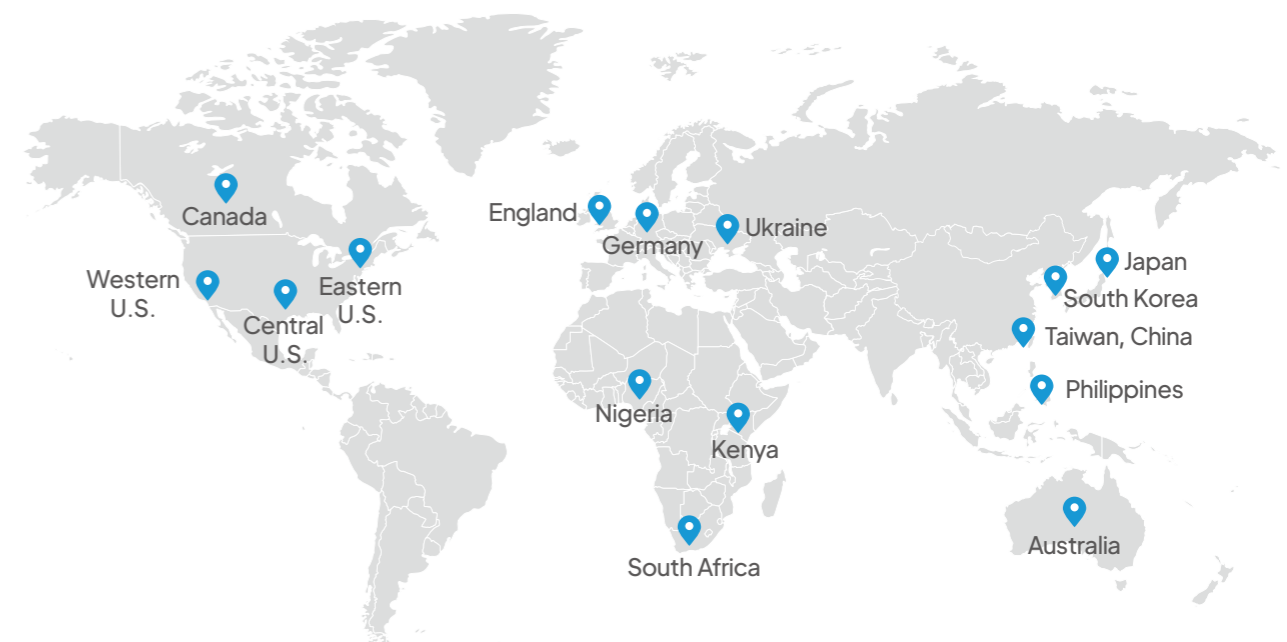 Canada
England
Ukraine
Germany
Japan
Western
U.S.
Eastern
U.S.
South Korea
Central
U.S.
Taiwan, China
Philippines
Nigeria
Kenya
Australia
South Africa